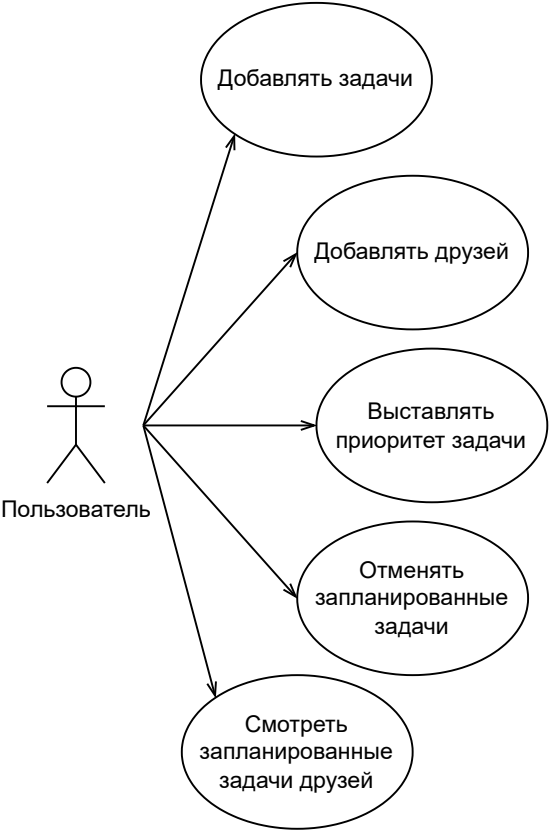 Добавлять задачи
Добавлять друзей
Выставлять
приоритет задачи
Пользователь
Отменять
запланированные
задачи
Смотреть
запланированные
задачи друзей